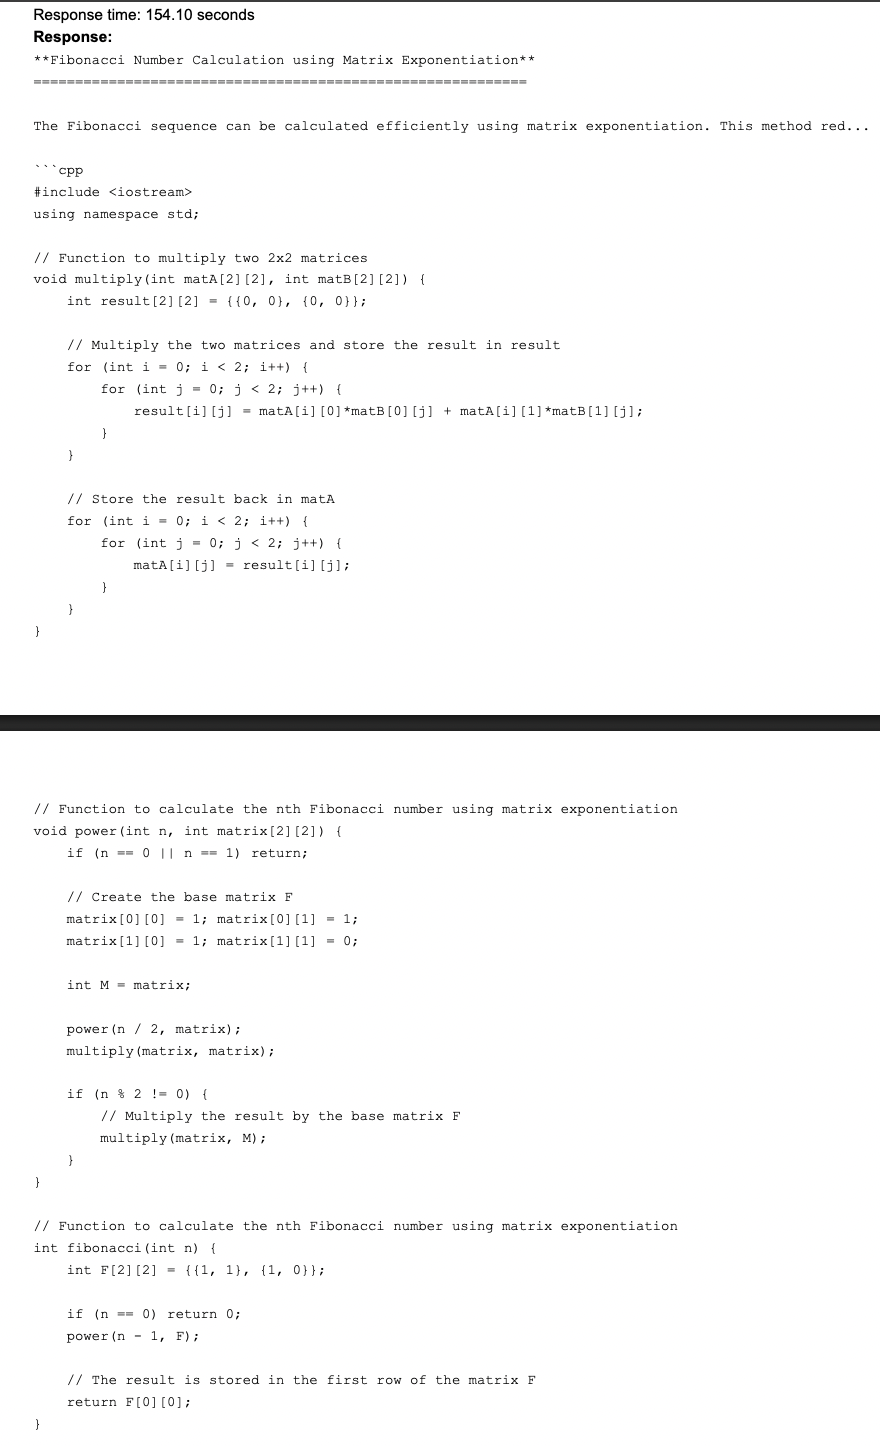 Response time: 154.10 seconds
Response:
**Fibonacci Number Calculation using Matrix Exponentiation**
===========================================================
The Fibonacci sequence can be calculated efficiently using matrix exponentiation. This method red...
```cpp
#include <iostream>
using namespace std;
// Function to multiply two 2x2 matrices
void multiply(int matA[2][2], int matB[2][2]) {
    int result[2][2] = {{0, 0}, {0, 0}};
    // Multiply the two matrices and store the result in result
    for (int i = 0; i < 2; i++) {
        for (int j = 0; j < 2; j++) {
            result[i][j] = matA[i][0]*matB[0][j] + matA[i][1]*matB[1][j];
        }
    }
    // Store the result back in matA
    for (int i = 0; i < 2; i++) {
        for (int j = 0; j < 2; j++) {
            matA[i][j] = result[i][j];
        }
    }
}
// Function to calculate the nth Fibonacci number using matrix exponentiation
void power(int n, int matrix[2][2]) {
    if (n == 0 || n == 1) return;
    // Create the base matrix F
    matrix[0][0] = 1; matrix[0][1] = 1;
    matrix[1][0] = 1; matrix[1][1] = 0;
    int M = matrix;
    power(n / 2, matrix);
    multiply(matrix, matrix);
    if (n % 2 != 0) {
        // Multiply the result by the base matrix F
        multiply(matrix, M);
    }
}
// Function to calculate the nth Fibonacci number using matrix exponentiation
int fibonacci(int n) {
    int F[2][2] = {{1, 1}, {1, 0}};
    if (n == 0) return 0;
    power(n - 1, F);
    // The result is stored in the first row of the matrix F
    return F[0][0];
}